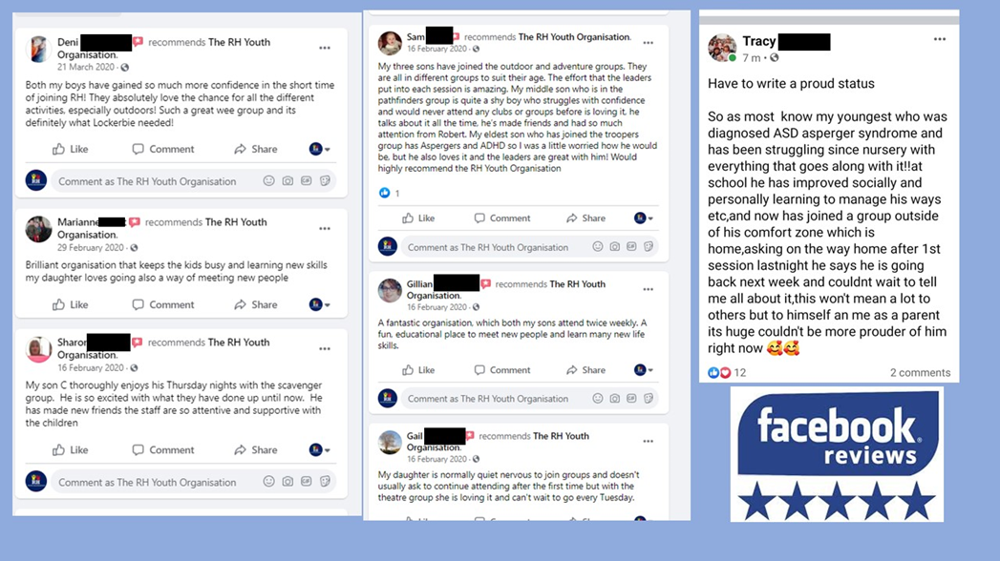 Deni recommends The RH Youth
Organisation.
21 March 2020
Both my boys have gained so much more confidence in the short time
of joining RH! They absolutely love the chance for all the different
activities, especially outdoors! Such a great wee group and its
definitely what Lockerbie needed!
Like Comment Share
Comment as The RH Youth Organisation
Marianne recommends The RH Youth
Organisation.
29 February 2020
Brilliant organisation that keeps the kids busy and learning new skills
my daughter loves going also a way of meeting new people
Like Comment Share
Sharon recommends The RH Youth
Organisation.
16 February 2020
My son C thoroughly enjoys his Thursday nights with the scavenger
group. He is so excited with what they have done up until now. He
has made new friends the staff are so attentive and supportive with
the children
Like Comment Share
Comment as The RH Youth Organisation
Sam recommends The RH Youth Organisation.
16 February 2020
My three sons have joined the outdoor and adventure groups. They
are all in different groups to suit their age. The effort that the leaders
put into each session is amazing. My middle son who is in the
pathfinders group is quite a shy boy who struggles with confidence
and would never attend any clubs or groups before is loving it, he
talks about it all the time, he's made friends and had so much
attention from Robert. My eldest son who has joined the troopers
group has Aspergers and ADHD so I was a little worried how he would
be, but he also loves it and the leaders are great with him! Would
highly recommend the RH Youth Organisation
1
Like Comment Share
Comment as The RH Youth Organisation
Gillian recommends The RH Youth
Organisation.
16 February 2020
A fantastic organisation, which both my sons attend twice weekly. A
fun, educational place to meet new people and learn many new life
skills.
Like Comment Share
Comment as The RH Youth Organisation
Gail recommends The RH Youth
Organisation.
16 February 2020
My daughter is normally quiet nervous to join groups and doesn't
usually ask to continue attending after the first time but with the
theatre group she is loving it and can't wait to go every Tuesday.
Tracy
7 m
Have to write a proud status
So as most know my youngest who was
diagnosed ASD asperger syndrome and
has been struggling since nursery with
everything that goes along with it!!at
school he has improved socially and
personally learning to manage his ways
etc,and now has joined a group outside
of his comfort zone which is
home,asking on the way home after 1st
session lastnight he says he is going
back next week and couldnt wait to tell
me all about it,this won't mean a lot to
others but to himself an me as a parent
its huge couldn't be more prouder of him
right now 🥰🥰
12 2 comments
facebook
reviews